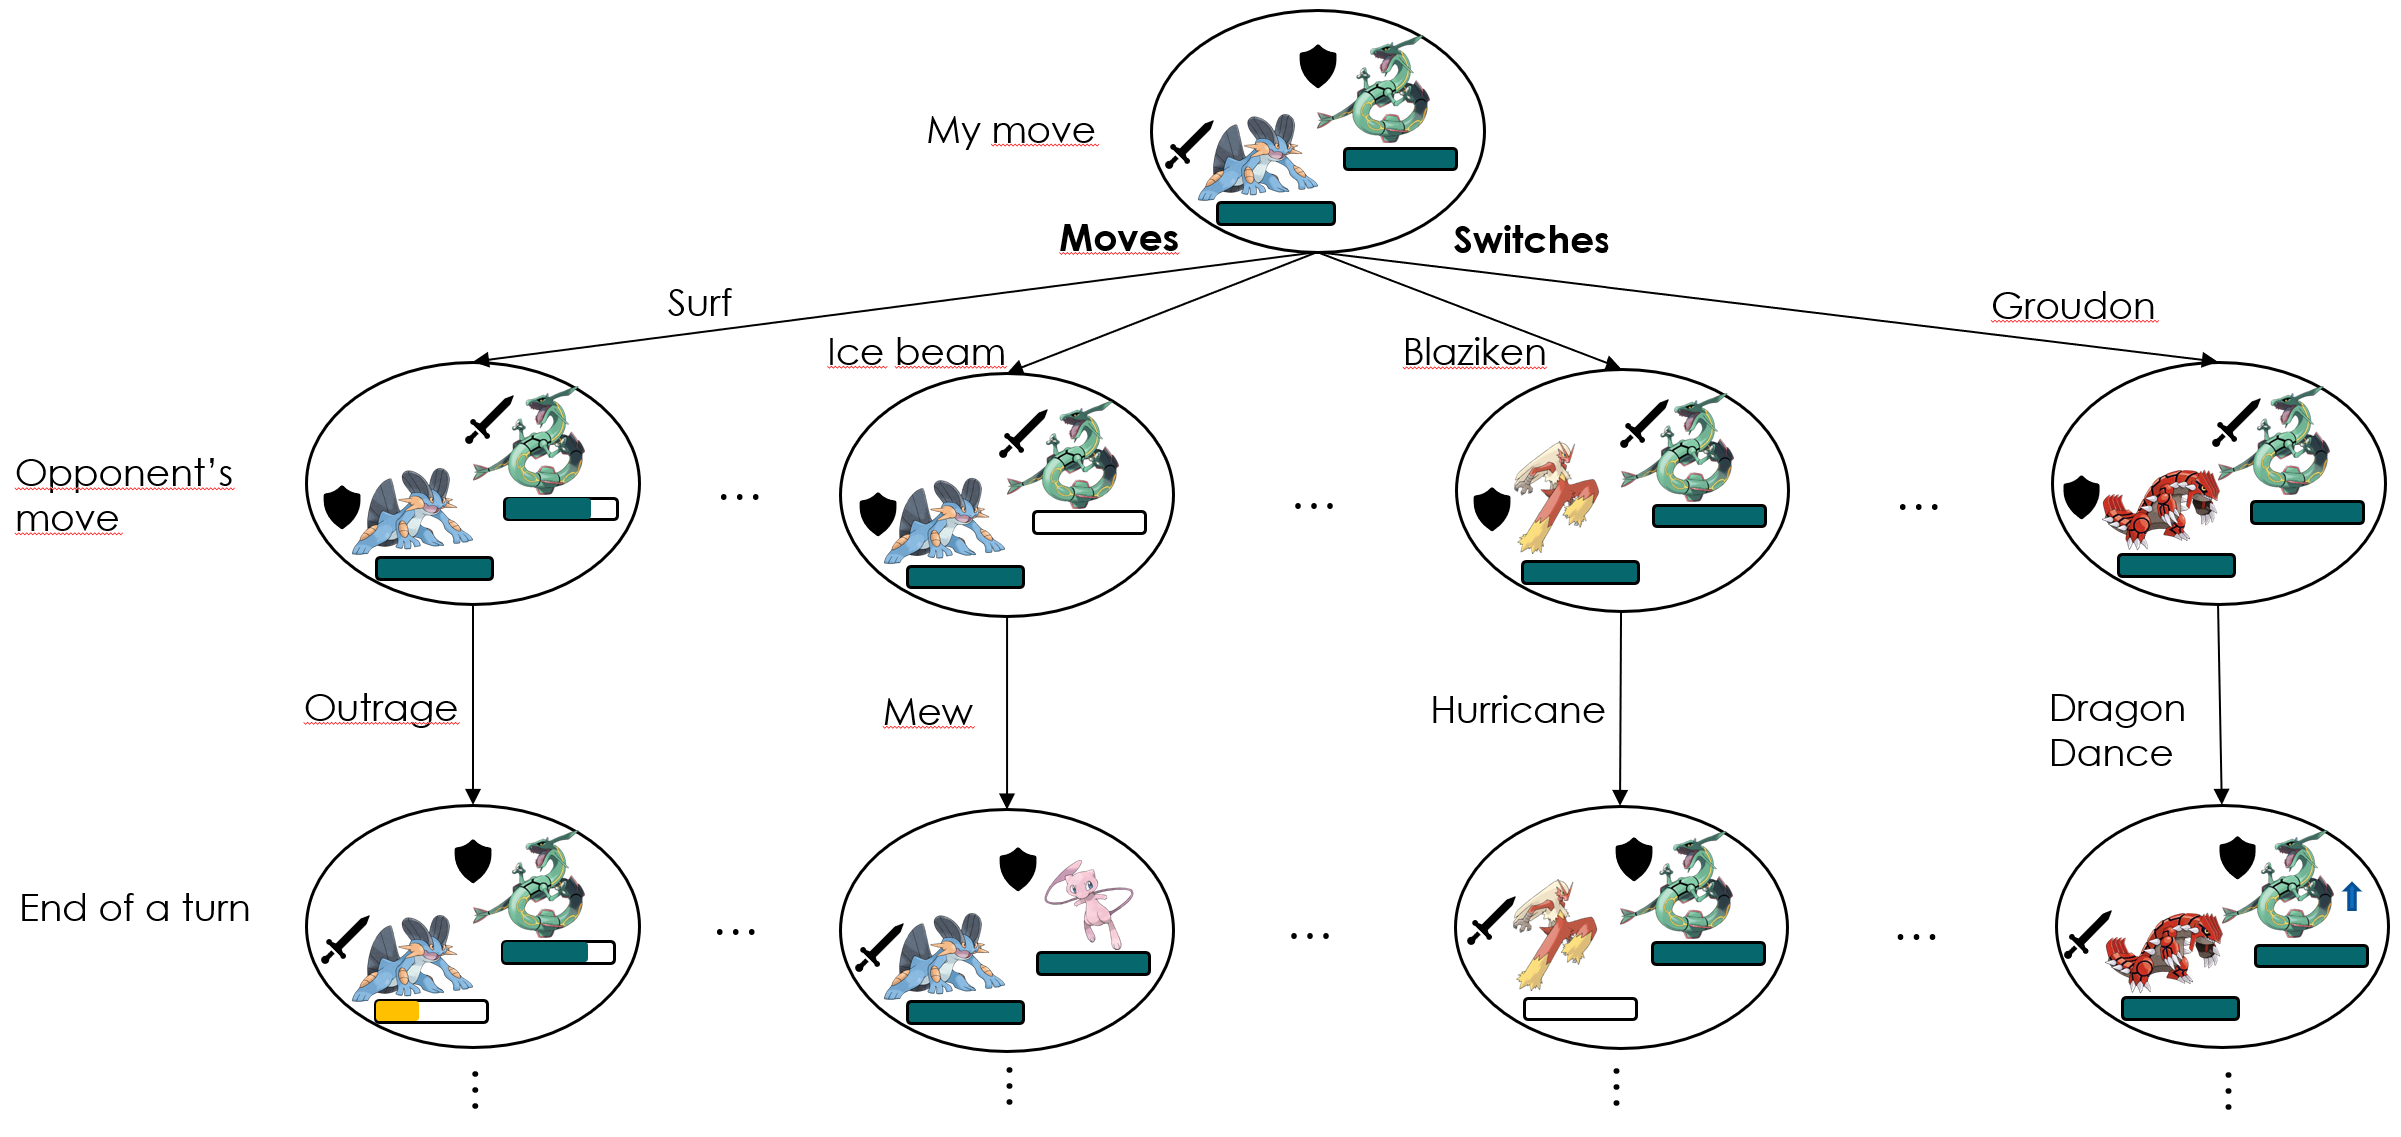 My move
Moves
Switches
Surf
Groudon
Ice beam
Blaziken
Opponent’s
move
...
...
...
Outrage
Mew
Hurricane
Dragon
Dance
End of a turn
...
...
...
...
...
...
...